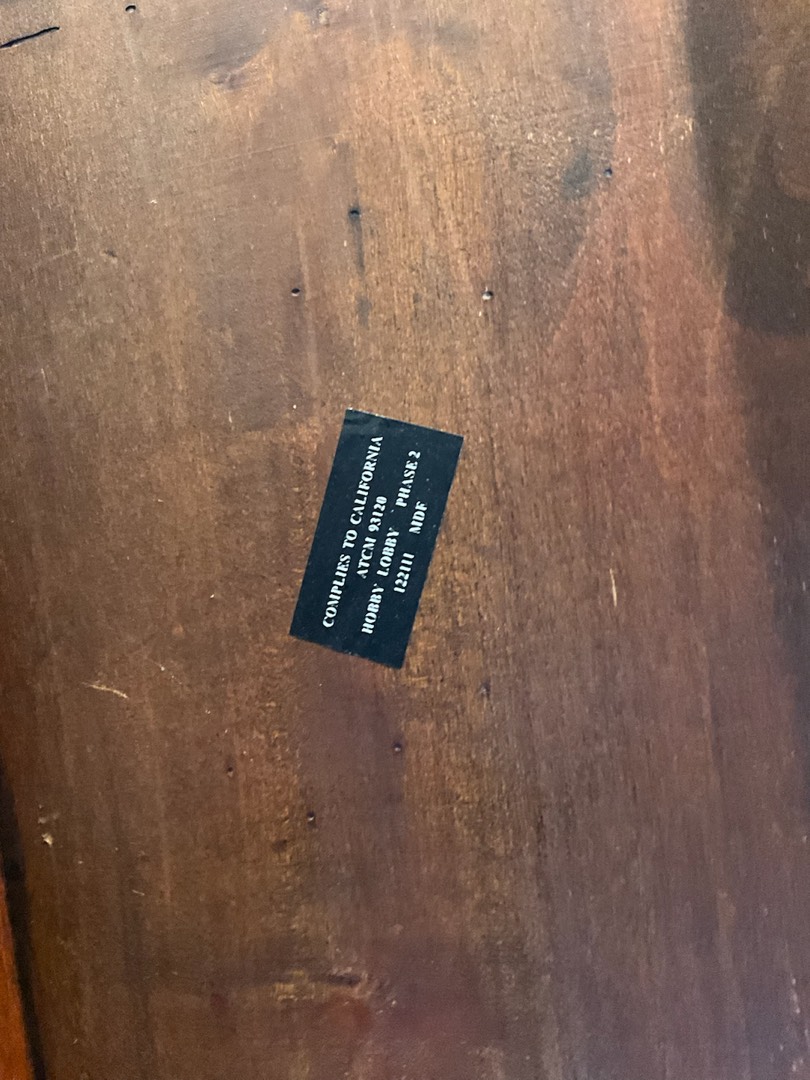 COMPLIES TO CALIFORNIA
ATCM 93120
HOBBY LOBBY PHASE 2
122111 MDF